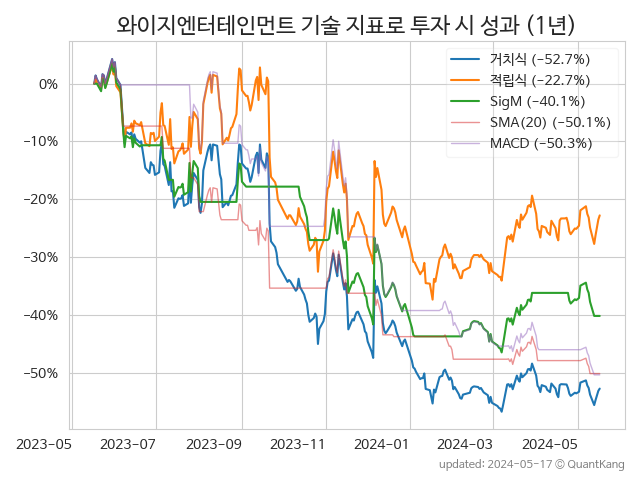 와이지엔터테인먼트 기술 지표로 투자 시 성과 (1년)
거치식 (−52.7%)
적립식 (−22.7%)
SigM (−40.1%)
SMA(20) (−50.1%)
MACD (−50.3%)
0%
−10%
−20%
−30%
−40%
−50%
2023−05 2023−07 2023−09 2023−11 2024−01 2024−03 2024−05
updated: 2024−05−17 © QuantKang